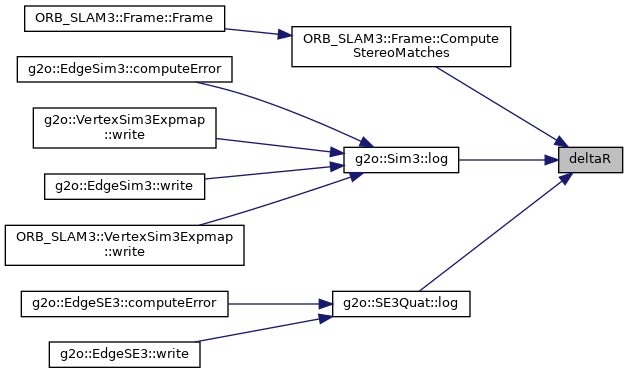 ORB_SLAM3::Frame::Frame
ORB_SLAM3::Frame::Compute
StereoMatches
g2o::EdgeSim3::computeError
g2o::VertexSim3Expmap
::write
g2o::Sim3::log
deltaR
g2o::EdgeSim3::write
ORB_SLAM3::VertexSim3Expmap
::write
g2o::EdgeSE3::computeError
g2o::SE3Quat::log
g2o::EdgeSE3::write